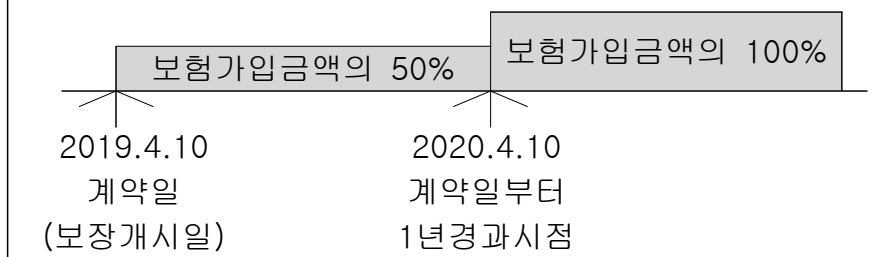 보험가입금액의 50%
보험가입금액의 100%
2019.4.10
계약일
(보장개시일)
2020.4.10
계약일부터
1년경과시점